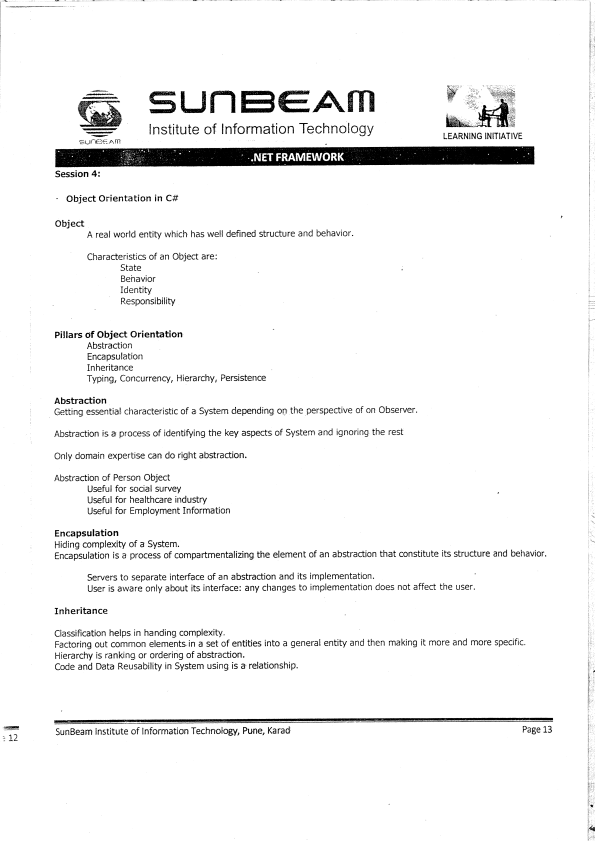 SUNBEAM
Institute of Information Technology
SUNBEAM
LEARNING INITIATIVE
.NET FRAMEWORK
Session 4:
- Object Orientation in C#
Object
A real world entity which has well defined structure and behavior.
Characteristics of an Object are:
State
Behavior
Identity
Responsibility
Pillars of Object Orientation
Abstraction
Encapsulation
Inheritance
Typing, Concurrency, Hierarchy, Persistence
Abstraction
Getting essential characteristic of a System depending on the perspective of on Observer.
Abstraction is a process of identifying the key aspects of System and ignoring the rest
Only domain expertise can do right abstraction.
Abstraction of Person Object
Useful for social survey
Useful for healthcare industry
Useful for Employment Information
Encapsulation
Hiding complexity of a System.
Encapsulation is a process of compartmentalizing the element of an abstraction that constitute its structure and behavior.
Servers to separate interface of an abstraction and its implementation.
User is aware only about its interface: any changes to implementation does not affect the user.
Inheritance
Classification helps in handing complexity.
Factoring out common elements in a set of entities into a general entity and then making it more and more specific.
Hierarchy is ranking or ordering of abstraction.
Code and Data Reusability in System using is a relationship.
SunBeam Institute of Information Technology, Pune, Karad
Page 13
12